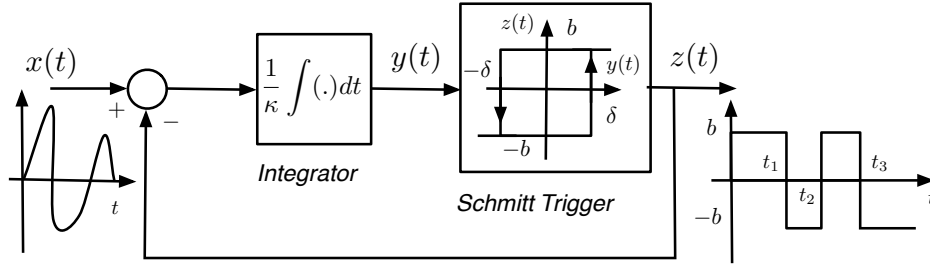 x(t)
+
−
t
1/κ ∫(.)dt
Integrator
y(t)
z(t)
b
−δ
y(t)
δ
−b
Schmitt Trigger
z(t)
b
t₁
t₂
t₃
t
−b